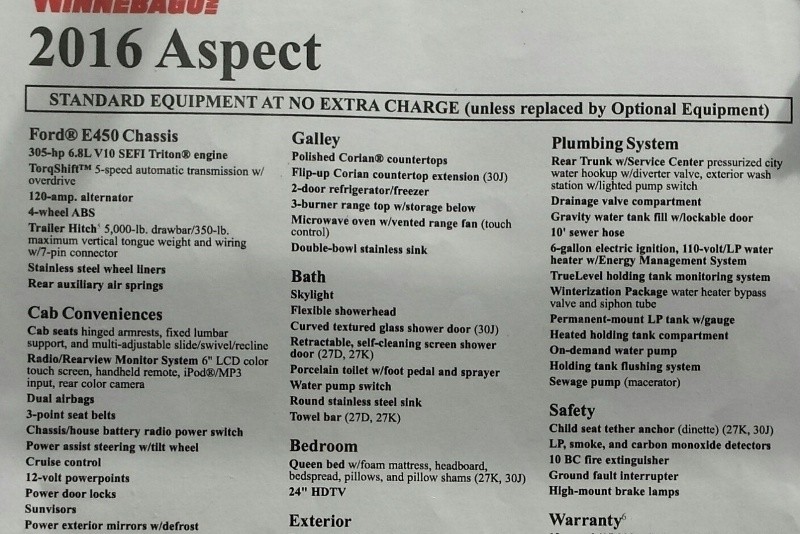 WINNEBAGO
2016 Aspect
STANDARD EQUIPMENT AT NO EXTRA CHARGE (unless replaced by Optional Equipment)
Ford® E450 Chassis
305-hp 6.8L V10 SEFI Triton® engine
TorqShift™ 5-speed automatic transmission w/
overdrive
120-amp. alternator
4-wheel ABS
Trailer Hitch¹ 5,000-lb. drawbar/350-lb.
maximum vertical tongue weight and wiring
w/7-pin connector
Stainless steel wheel liners
Rear auxiliary air springs
Cab Conveniences
Cab seats hinged armrests, fixed lumbar
support, and multi-adjustable slide/swivel/recline
Radio/Rearview Monitor System 6" LCD color
touch screen, handheld remote, iPod®/MP3
input, rear color camera
Dual airbags
3-point seat belts
Chassis/house battery radio power switch
Power assist steering w/tilt wheel
Cruise control
12-volt powerpoints
Power door locks
Sunvisors
Power exterior mirrors w/defrost
Galley
Polished Corian® countertops
Flip-up Corian countertop extension (30J)
2-door refrigerator/freezer
3-burner range top w/storage below
Microwave oven w/vented range fan (touch
control)
Double-bowl stainless sink
Bath
Skylight
Flexible showerhead
Curved textured glass shower door (30J)
Retractable, self-cleaning screen shower
door (27D, 27K)
Porcelain toilet w/foot pedal and sprayer
Water pump switch
Round stainless steel sink
Towel bar (27D, 27K)
Bedroom
Queen bed w/foam mattress, headboard,
bedspread, pillows, and pillow shams (27K, 30J)
24" HDTV
Exterior
Plumbing System
Rear Trunk w/Service Center pressurized city
water hookup w/diverter valve, exterior wash
station w/lighted pump switch
Drainage valve compartment
Gravity water tank fill w/lockable door
10' sewer hose
6-gallon electric ignition, 110-volt/LP water
heater w/Energy Management System
TrueLevel holding tank monitoring system
Winterization Package water heater bypass
valve and siphon tube
Permanent-mount LP tank w/gauge
Heated holding tank compartment
On-demand water pump
Holding tank flushing system
Sewage pump (macerator)
Safety
Child seat tether anchor (dinette) (27K, 30J)
LP, smoke, and carbon monoxide detectors
10 BC fire extinguisher
Ground fault interrupter
High-mount brake lamps
Warranty⁶